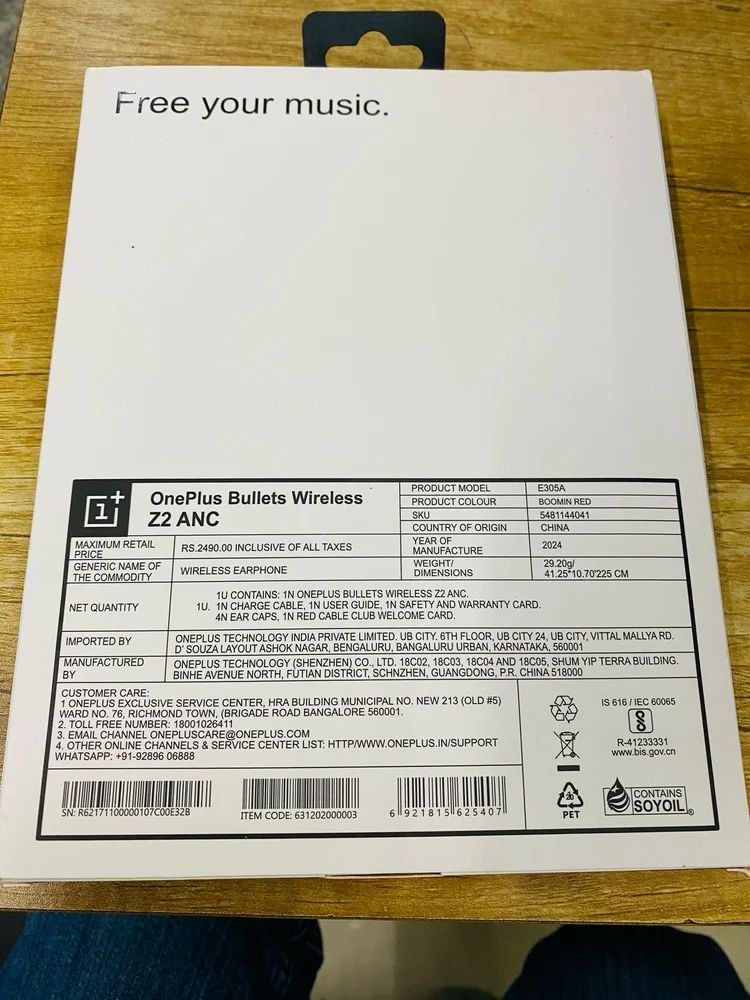 Free your music.
1+
OnePlus Bullets Wireless
Z2 ANC
PRODUCT MODEL E305A
PRODUCT COLOUR BOOMIN RED
SKU 5481144041
COUNTRY OF ORIGIN CHINA
MAXIMUM RETAIL
PRICE
RS.2490.00 INCLUSIVE OF ALL TAXES
YEAR OF
MANUFACTURE
2024
GENERIC NAME OF
THE COMMODITY
WIRELESS EARPHONE
WEIGHT/
DIMENSIONS
29.20g/
41.25*10.70'225 CM
NET QUANTITY
1U CONTAINS: 1N ONEPLUS BULLETS WIRELESS Z2 ANC.
1U. 1N CHARGE CABLE, 1N USER GUIDE, 1N SAFETY AND WARRANTY CARD.
4N EAR CAPS, 1N RED CABLE CLUB WELCOME CARD.
IMPORTED BY
ONEPLUS TECHNOLOGY INDIA PRIVATE LIMITED. UB CITY. 6TH FLOOR, UB CITY 24, UB CITY, VITTAL MALLYA RD.
D' SOUZA LAYOUT ASHOK NAGAR, BENGALURU, BANGALURU URBAN, KARNATAKA, 560001
MANUFACTURED
BY
ONEPLUS TECHNOLOGY (SHENZHEN) CO., LTD. 18C02, 18C03, 18C04 AND 18C05, SHUM YIP TERRA BUILDING.
BINHE AVENUE NORTH, FUTIAN DISTRICT, SCHNZHEN, GUANGDONG, P.R. CHINA 518000
CUSTOMER CARE:
1 ONEPLUS EXCLUSIVE SERVICE CENTER, HRA BUILDING MUNICIPAL NO. NEW 213 (OLD #5)
WARD NO. 76, RICHMOND TOWN, (BRIGADE ROAD BANGALORE 560001.
2. TOLL FREE NUMBER: 18001026411
3. EMAIL CHANNEL ONEPLUSCARE@ONEPLUS.COM
4. OTHER ONLINE CHANNELS & SERVICE CENTER LIST: HTTP/WWW.ONEPLUS.IN/SUPPORT
WHATSAPP: +91-92896 06888
IS 616 / IEC 60065
R-41233331
www.bis.gov.cn
SN: R62171100000107C00E32B
ITEM CODE: 631202000003
6 921815 625407
20
PET
CONTAINS
SOYOIL®